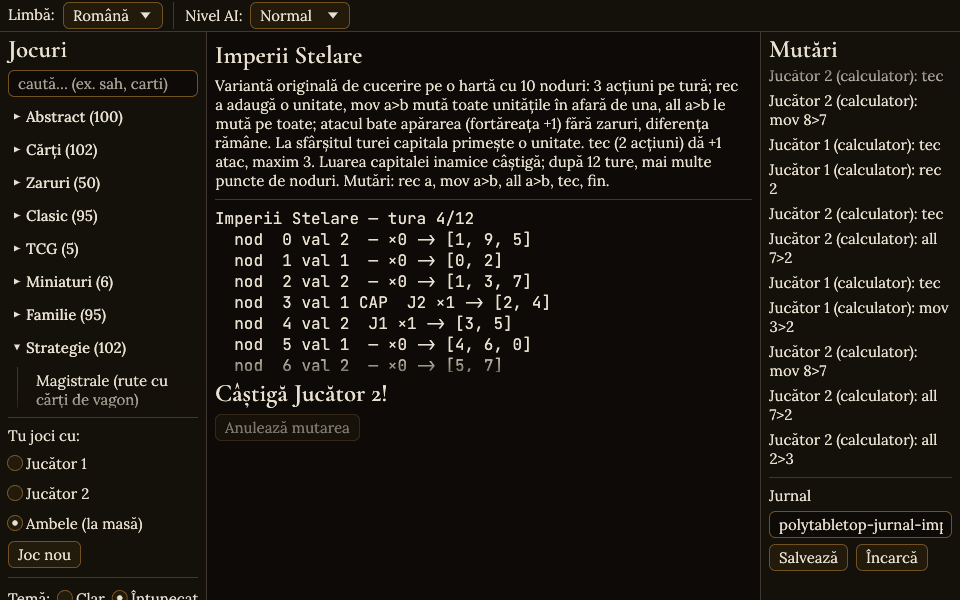 Limbă: Română ▼ Nivel AI: Normal ▼
Jocuri
caută... (ex. sah, carti)
▸ Abstract (100)
▸ Cărți (102)
▸ Zaruri (50)
▸ Clasic (95)
▸ TCG (5)
▸ Miniaturi (6)
▸ Familie (95)
▾ Strategie (102)
Magistrale (rute cu
cărți de vagon)
Tu joci cu:
Jucător 1
Jucător 2
Ambele (la masă)
Joc nou
Temă: Clar Întunecat
Imperii Stelare
Variantă originală de cucerire pe o hartă cu 10 noduri: 3 acțiuni pe tură; rec
a adaugă o unitate, mov a>b mută toate unitățile în afară de una, all a>b le
mută pe toate; atacul bate apărarea (fortăreața +1) fără zaruri, diferența
rămâne. La sfârșitul turei capitala primește o unitate. tec (2 acțiuni) dă +1
atac, maxim 3. Luarea capitalei inamice câștigă; după 12 ture, mai multe
puncte de noduri. Mutări: rec a, mov a>b, all a>b, tec, fin.
Imperii Stelare — tura 4/12
nod 0 val 2 — ×0 → [1, 9, 5]
nod 1 val 1 — ×0 → [0, 2]
nod 2 val 2 — ×0 → [1, 3, 7]
nod 3 val 1 CAP J2 ×1 → [2, 4]
nod 4 val 2 J1 ×1 → [3, 5]
nod 5 val 1 — ×0 → [4, 6, 0]
nod 6 val 2 — ×0 → [5, 7]
Câștigă Jucător 2!
Anulează mutarea
Mutări
Jucător 2 (calculator): tec
Jucător 2 (calculator):
mov 8>7
Jucător 1 (calculator): tec
Jucător 1 (calculator): rec
2
Jucător 2 (calculator): tec
Jucător 2 (calculator): all
7>2
Jucător 1 (calculator): tec
Jucător 1 (calculator): mov
3>2
Jucător 2 (calculator):
mov 8>7
Jucător 2 (calculator): all
7>2
Jucător 2 (calculator): all
2>3
Jurnal
polytabletop-jurnal-imp
Salvează Încarcă